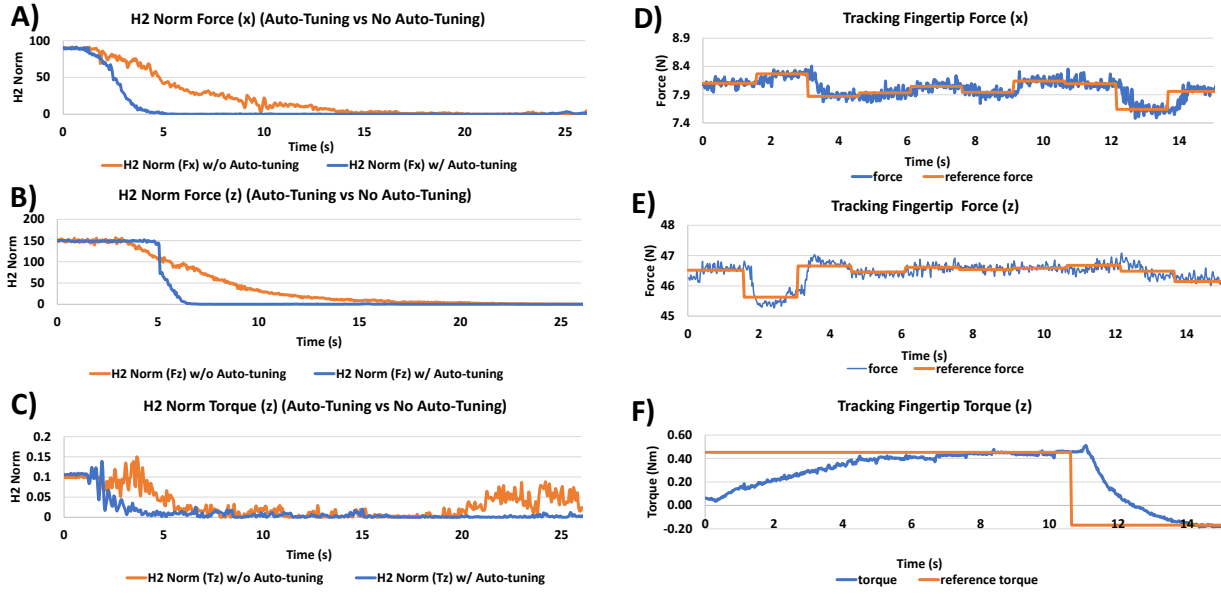 A)
H2 Norm Force (x) (Auto-Tuning vs No Auto-Tuning)
H2 Norm
100
50
0
0 5 10 15 20 25
Time (s)
H2 Norm (Fx) w/o Auto-tuning H2 Norm (Fx) w/ Auto-tuning
B)
H2 Norm Force (z) (Auto-Tuning vs No Auto-Tuning)
H2 Norm
200
150
100
50
0
0 5 10 15 20 25
Time (s)
H2 Norm (Fz) w/o Auto-tuning H2 Norm (Fz) w/ Auto-tuning
C)
H2 Norm Torque (z) (Auto-Tuning vs No Auto-Tuning)
H2 Norm
0.2
0.15
0.1
0.05
0
0 5 10 15 20 25
Time (s)
H2 Norm (Tz) w/o Auto-tuning H2 Norm (Tz) w/ Auto-tuning
D)
Tracking Fingertip Force (x)
Force (N)
8.9
8.4
7.9
7.4
0 2 4 6 8 10 12 14
Time (s)
force reference force
E)
Tracking Fingertip Force (z)
Force (N)
48
47
46
45
0 2 4 6 8 10 12 14
Time (s)
force reference force
F)
Tracking Fingertip Torque (z)
Torque (Nm)
0.60
0.40
0.20
0.00
-0.20
0 2 4 6 8 10 12 14
Time (s)
torque reference torque